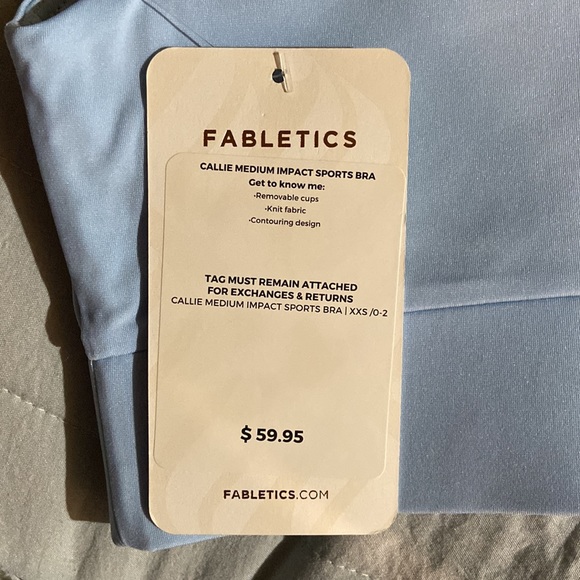 FABLETICS
CALLIE MEDIUM IMPACT SPORTS BRA
Get to know me:
•Removable cups
•Knit fabric
•Contouring design
TAG MUST REMAIN ATTACHED
FOR EXCHANGES & RETURNS
CALLIE MEDIUM IMPACT SPORTS BRA | XXS /0-2
$ 59.95
FABLETICS.COM